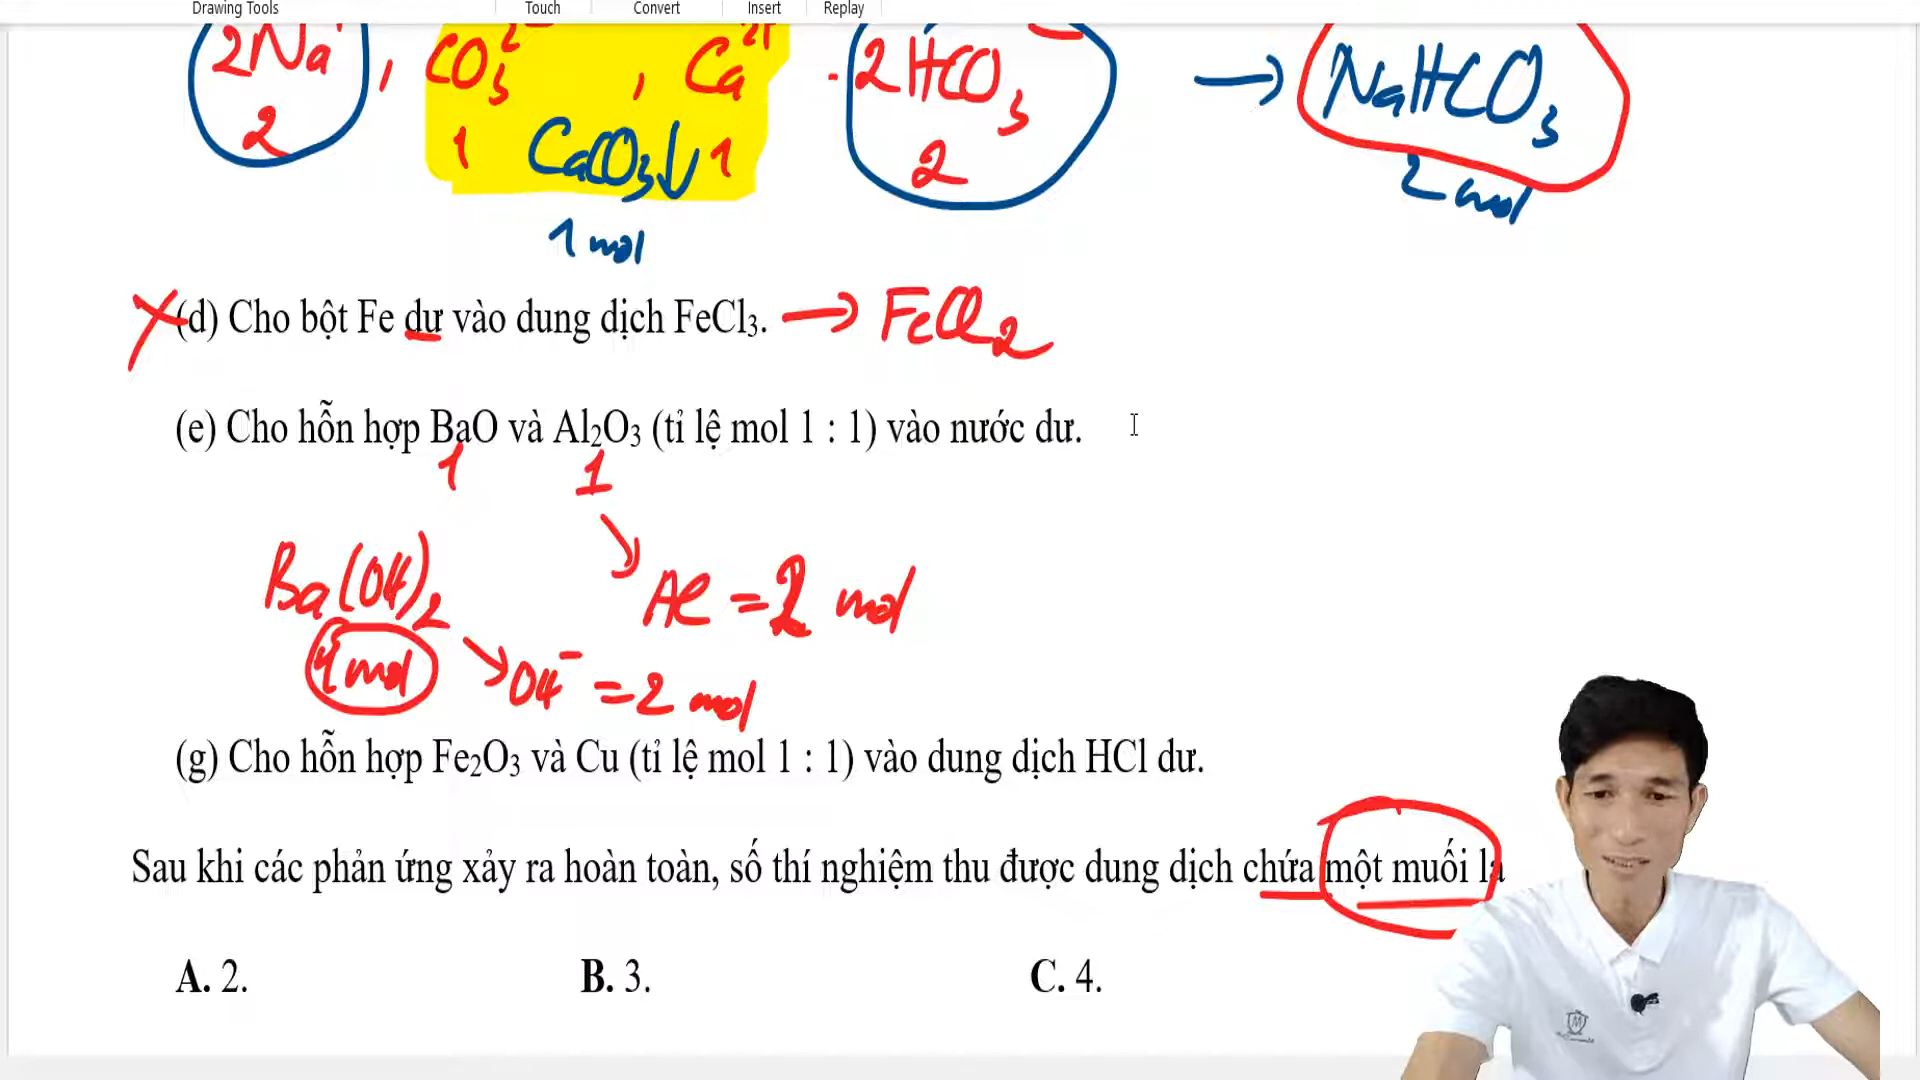 Drawing Tools Touch Convert Insert Replay
2Na⁺ , CO₃²⁻ , Ca²⁺ . 2HCO₃⁻ → NaHCO₃
2 1 CaCO₃↓ 1 2 2 mol
1 mol
(d) Cho bột Fe dư vào dung dịch FeCl₃. → FeCl₂
(e) Cho hỗn hợp BaO và Al₂O₃ (tỉ lệ mol 1 : 1) vào nước dư.
1 1
Ba(OH)₂ Al = 2 mol
1 mol OH⁻ = 2 mol
(g) Cho hỗn hợp Fe₂O₃ và Cu (tỉ lệ mol 1 : 1) vào dung dịch HCl dư.
Sau khi các phản ứng xảy ra hoàn toàn, số thí nghiệm thu được dung dịch chứa một muối là
A. 2. B. 3. C. 4.